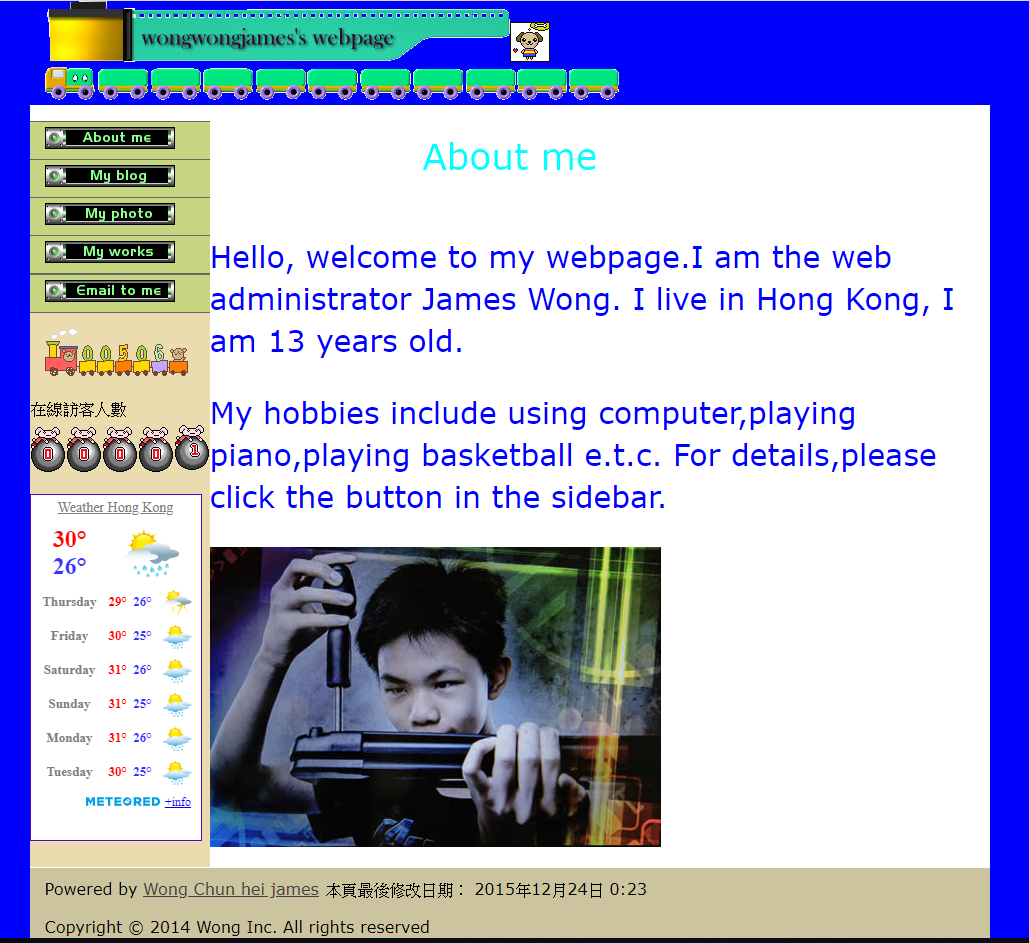 wongwongjames's webpage
About me
My blog
My photo
My works
Email to me
00506
在線訪客人數
00001
Weather Hong Kong
30°
26°
Thursday 29° 26°
Friday 30° 25°
Saturday 31° 26°
Sunday 31° 25°
Monday 31° 26°
Tuesday 30° 25°
METEORED +info
About me
Hello, welcome to my webpage.I am the web
administrator James Wong. I live in Hong Kong, I
am 13 years old.
My hobbies include using computer,playing
piano,playing basketball e.t.c. For details,please
click the button in the sidebar.
Powered by Wong Chun hei james 本頁最後修改日期： 2015年12月24日 0:23
Copyright © 2014 Wong Inc. All rights reserved